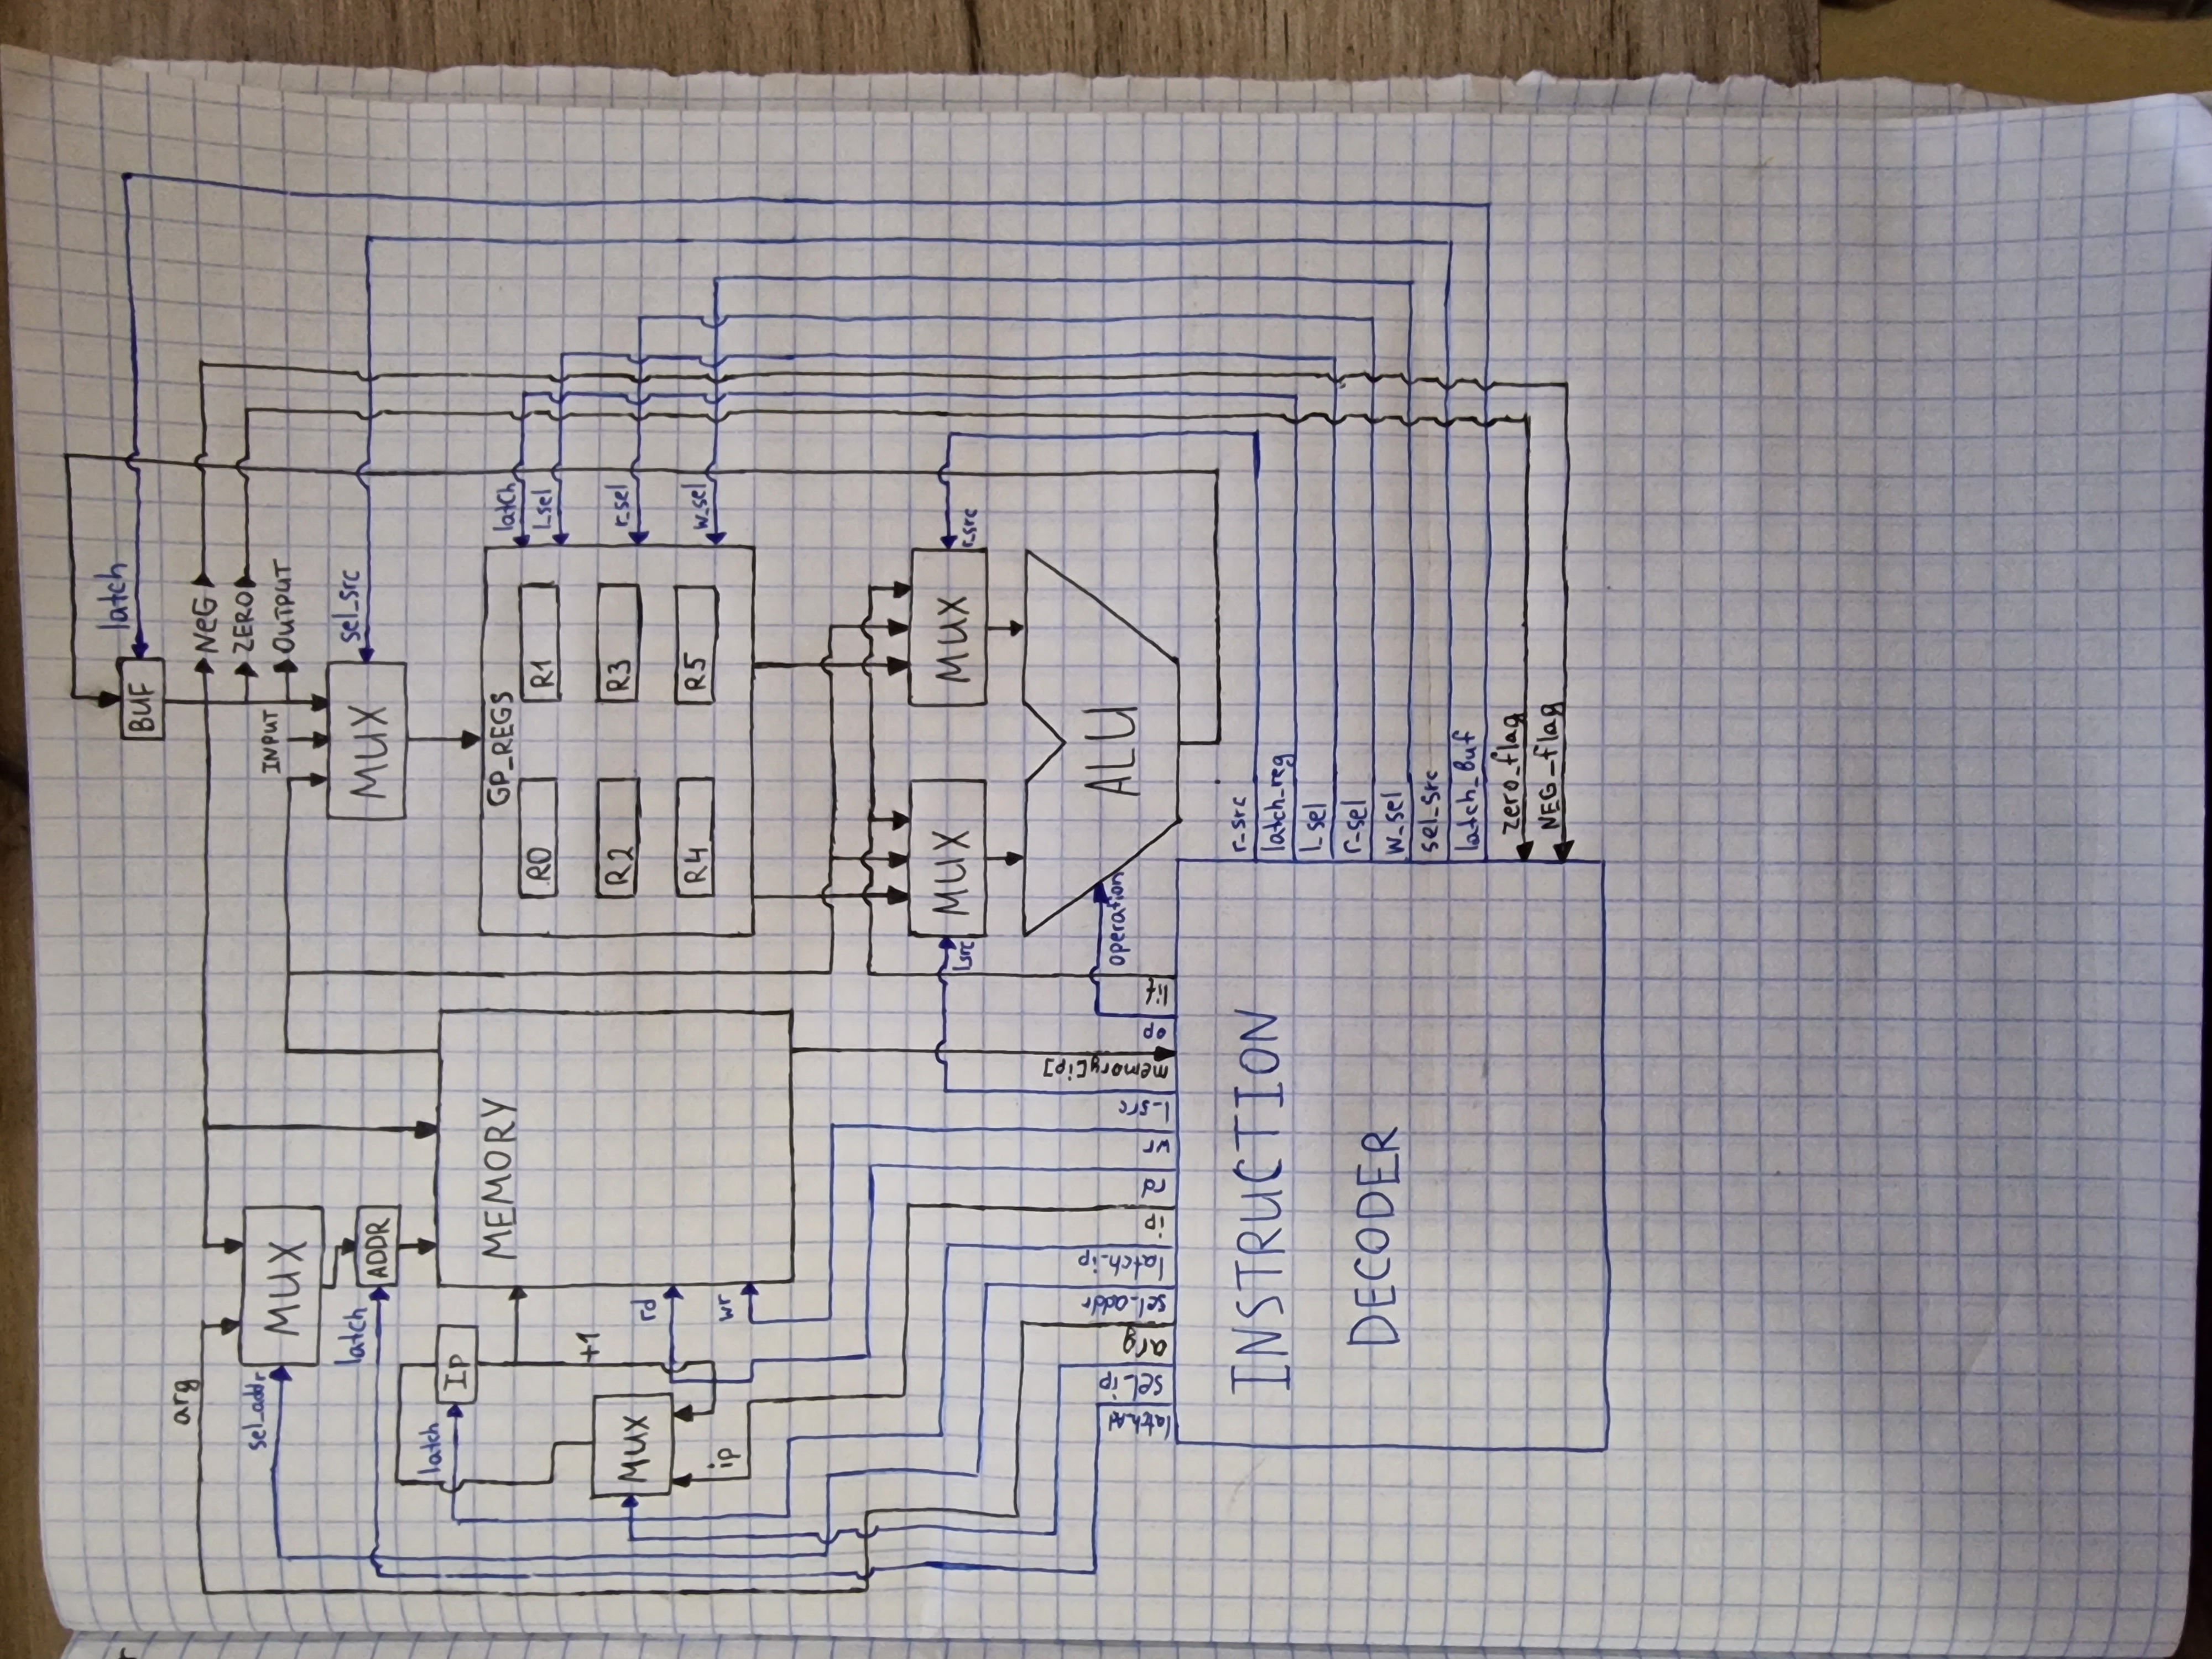 latch
BUF
arg
NeG
sel_addr
ZERO
MUX
INPUT
OUTPUT
latch
ADDR
MUX
sel_src
latch
Ip
MEMORY
GP_REGS
latch
R0
R1
l_sel
+1
MUX
R2
R3
r_sel
rd
R4
R5
w_sel
ip
wr
MUX
MUX
l_src
r_src
sel_ip
arg
sel_addr
latch_ip
ip
rd
wr
l_src
memory[ip]
op
lit
operation
ALU
INSTRUCTION
DECODER
r_src
latch_reg
l_sel
r_sel
w_sel
sel_src
latch_Buf
zero_flag
NEG_flag